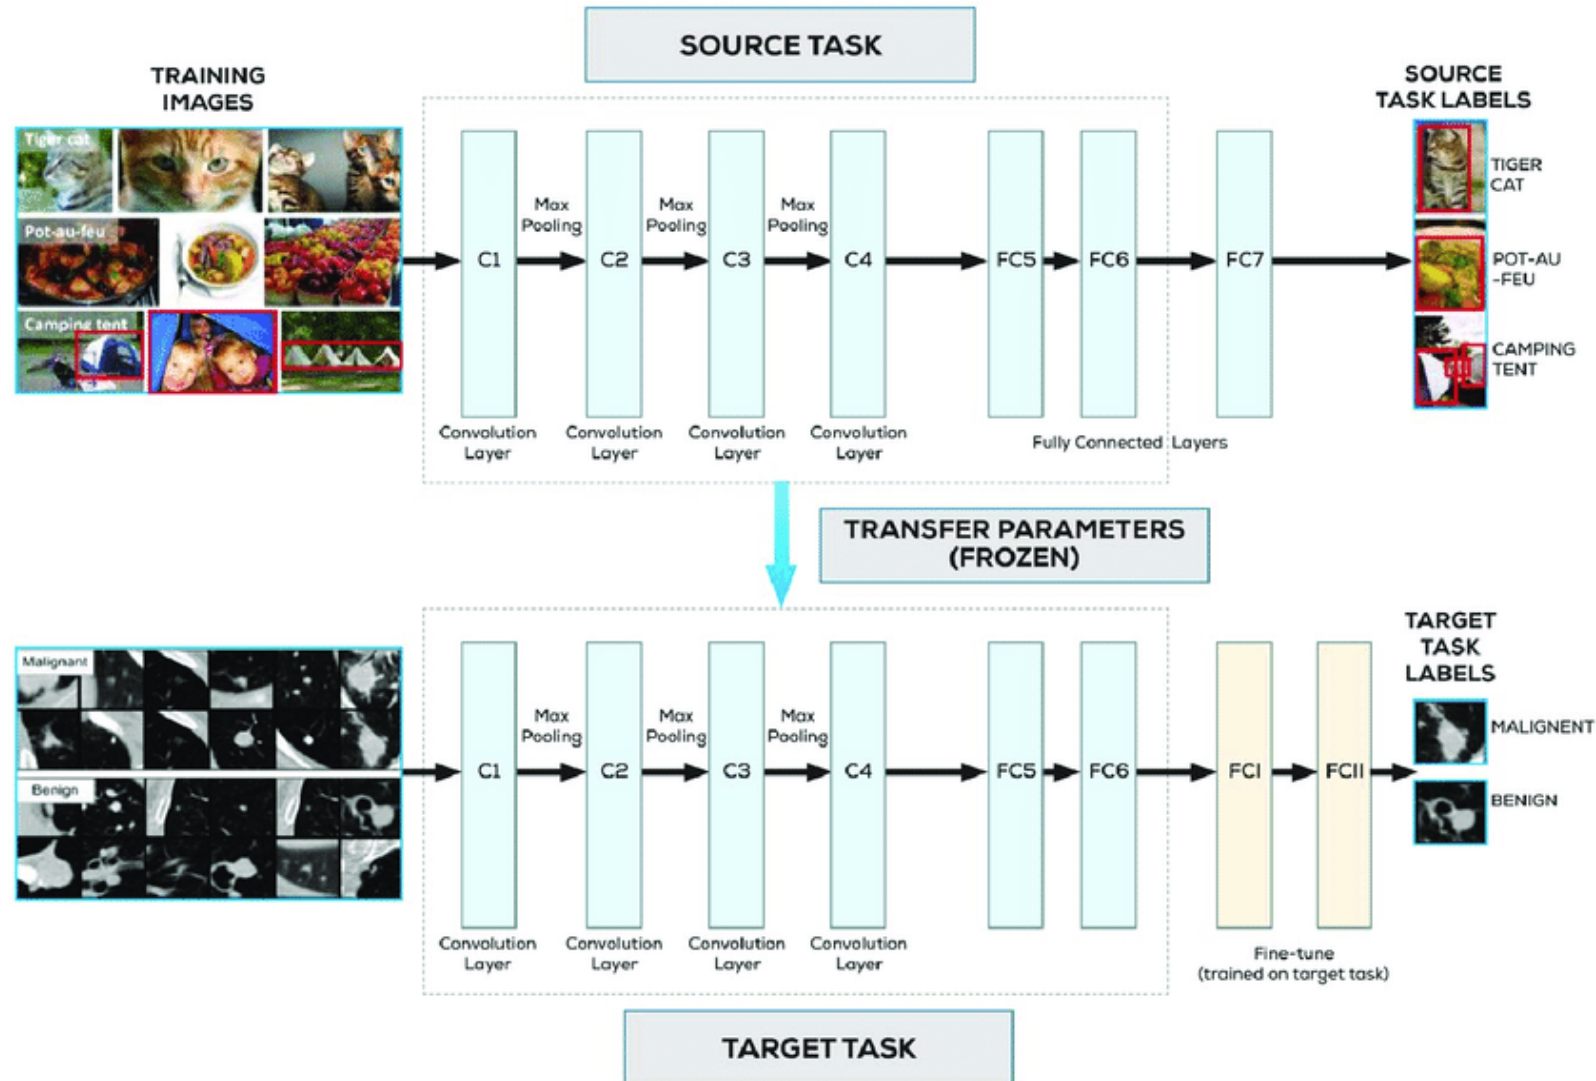 SOURCE TASK
TRAINING
IMAGES
SOURCE
TASK LABELS
Tiger cat
Pot-au-feu
Camping tent
Max
Pooling
Max
Pooling
Max
Pooling
C1
C2
C3
C4
FC5
FC6
FC7
TIGER
CAT
POT-AU
-FEU
CAMPING
TENT
Convolution
Layer
Convolution
Layer
Convolution
Layer
Convolution
Layer
Fully Connected Layers
TRANSFER PARAMETERS
(FROZEN)
TARGET
TASK
LABELS
Malignant
Benign
Max
Pooling
Max
Pooling
Max
Pooling
C1
C2
C3
C4
FC5
FC6
FCI
FCII
MALIGNENT
BENIGN
Convolution
Layer
Convolution
Layer
Convolution
Layer
Convolution
Layer
Fine-tune
(trained on target task)
TARGET TASK